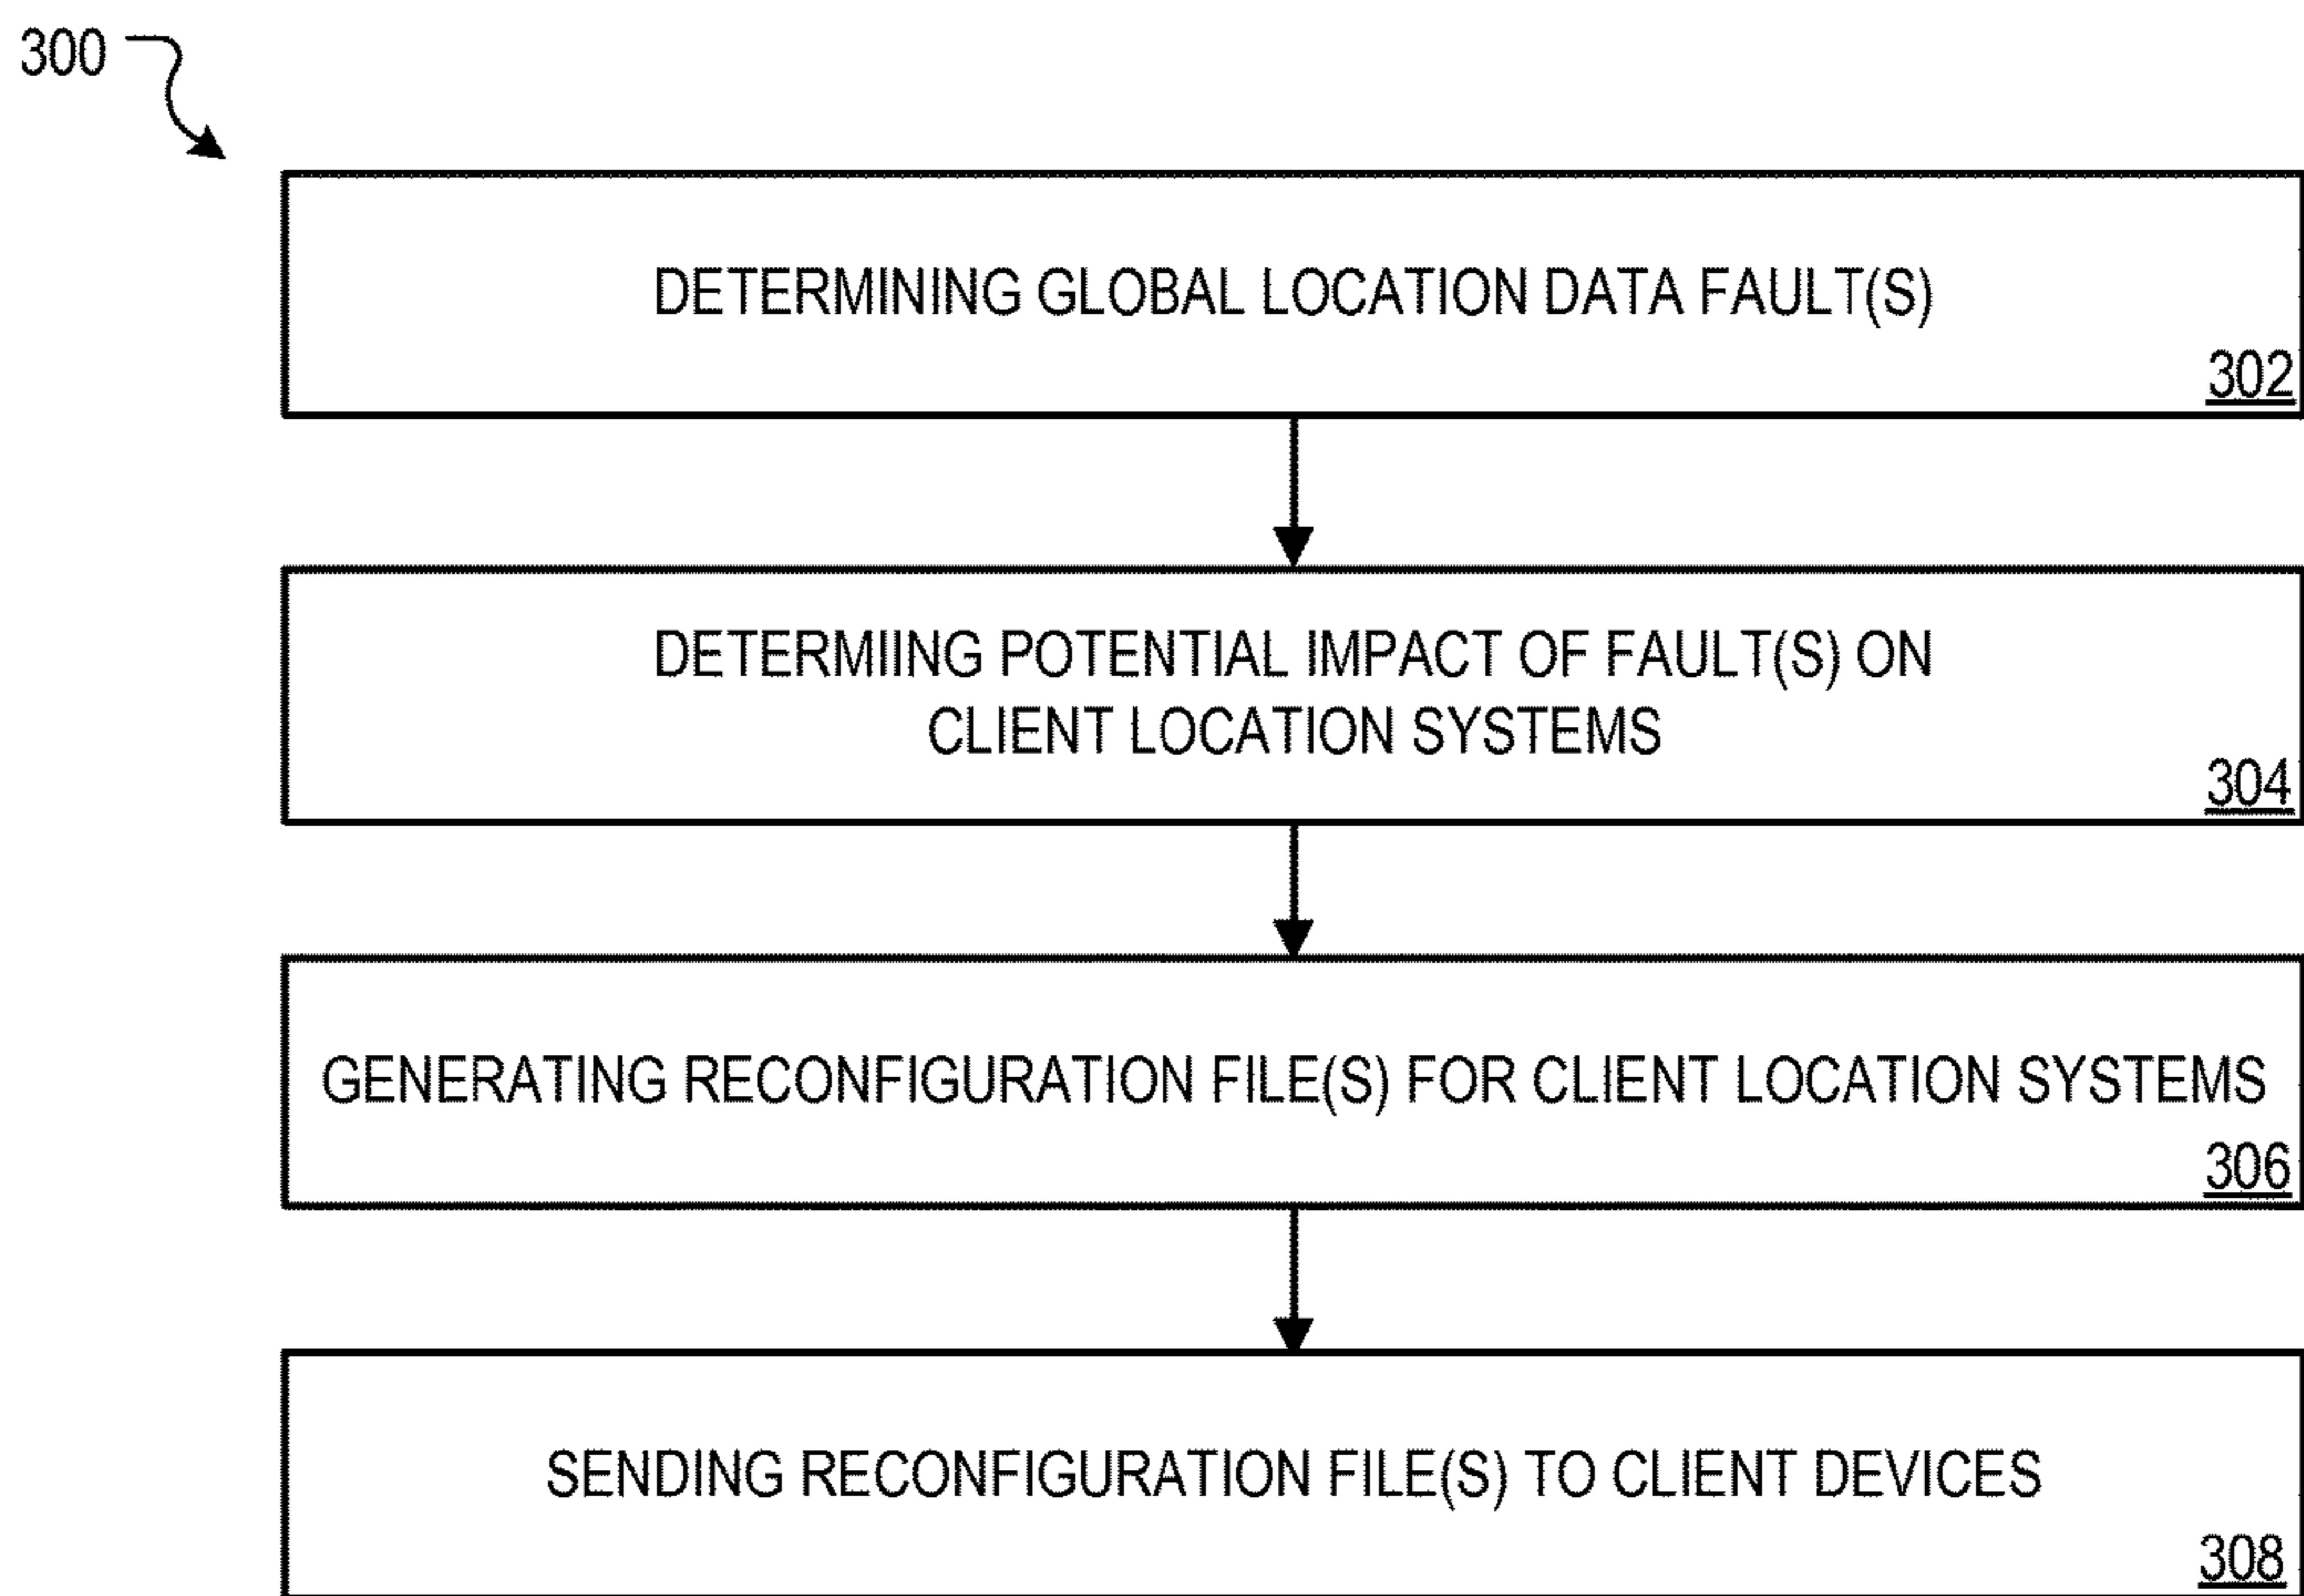 300
DETERMINING GLOBAL LOCATION DATA FAULT(S)
302
DETERMIING POTENTIAL IMPACT OF FAULT(S) ON
CLIENT LOCATION SYSTEMS
304
GENERATING RECONFIGURATION FILE(S) FOR CLIENT LOCATION SYSTEMS
306
SENDING RECONFIGURATION FILE(S) TO CLIENT DEVICES
308